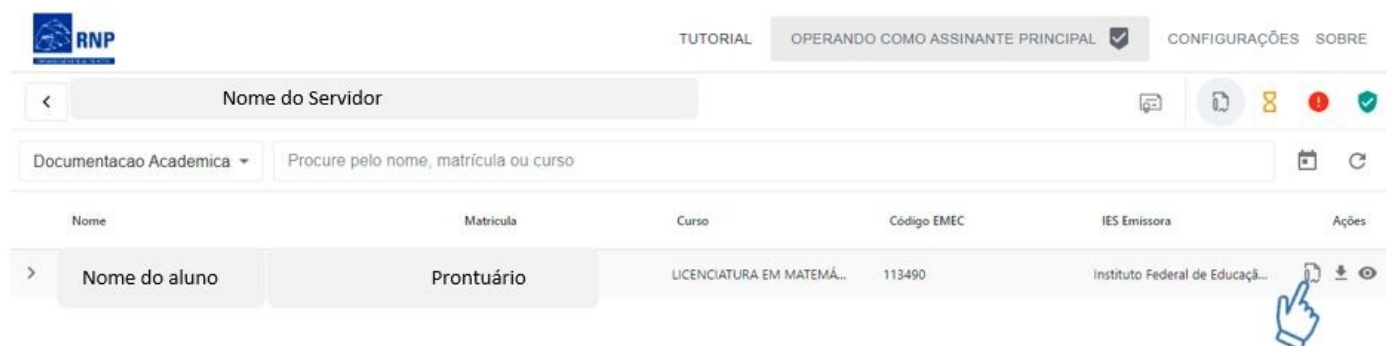 RNP
TUTORIAL OPERANDO COMO ASSINANTE PRINCIPAL CONFIGURAÇÕES SOBRE
Nome do Servidor
Documentacao Academica Procure pelo nome, matrícula ou curso
Nome Matricula Curso Código EMEC IES Emissora Ações
Nome do aluno Prontuário LICENCIATURA EM MATEMÁ... 113490 Instituto Federal de Educaçã...